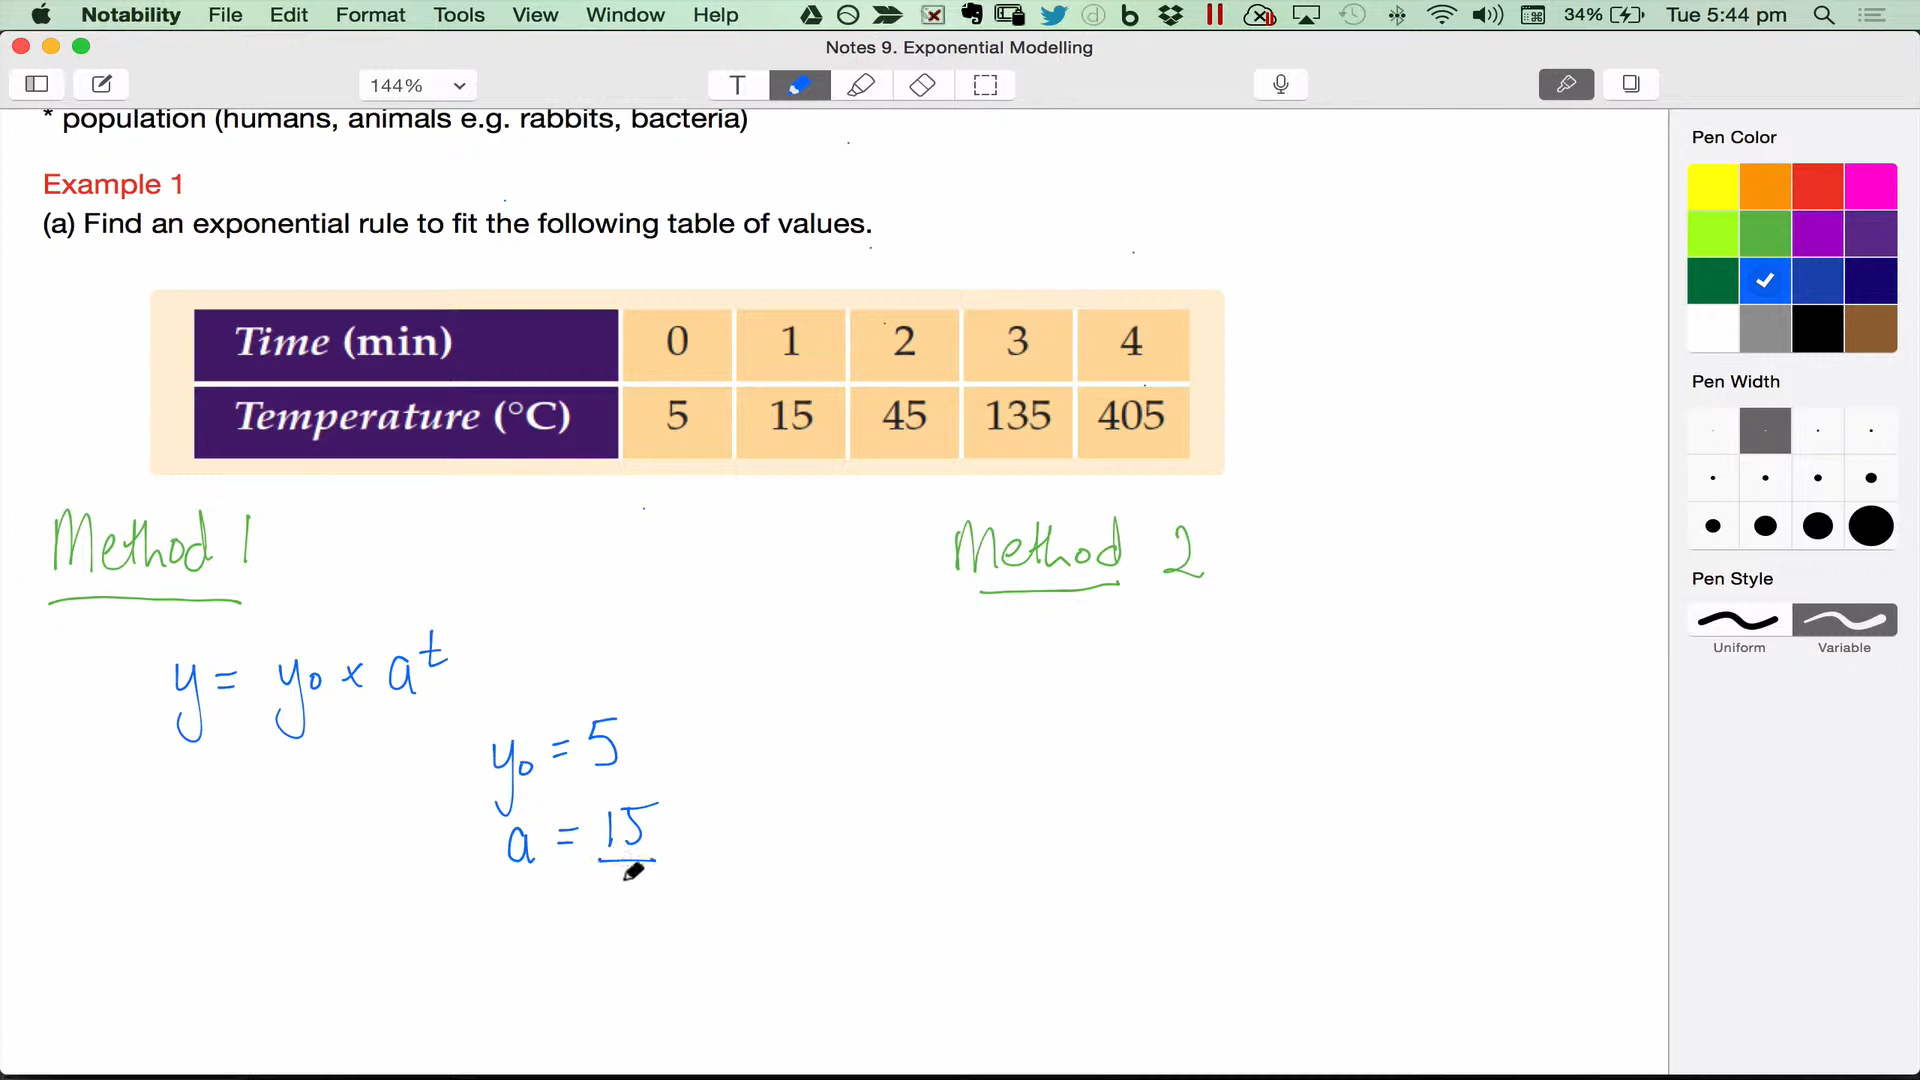 Notability File Edit Format Tools View Window Help 34% Tue 5:44 pm
Notes 9. Exponential Modelling
144%
* population (humans, animals e.g. rabbits, bacteria)
Example 1
(a) Find an exponential rule to fit the following table of values.
Time (min) 0 1 2 3 4
Temperature (°C) 5 15 45 135 405
Method 1
Method 2
y = y₀ × aᵗ
y₀ = 5
a = 15
Pen Color
Pen Width
Pen Style
Uniform Variable